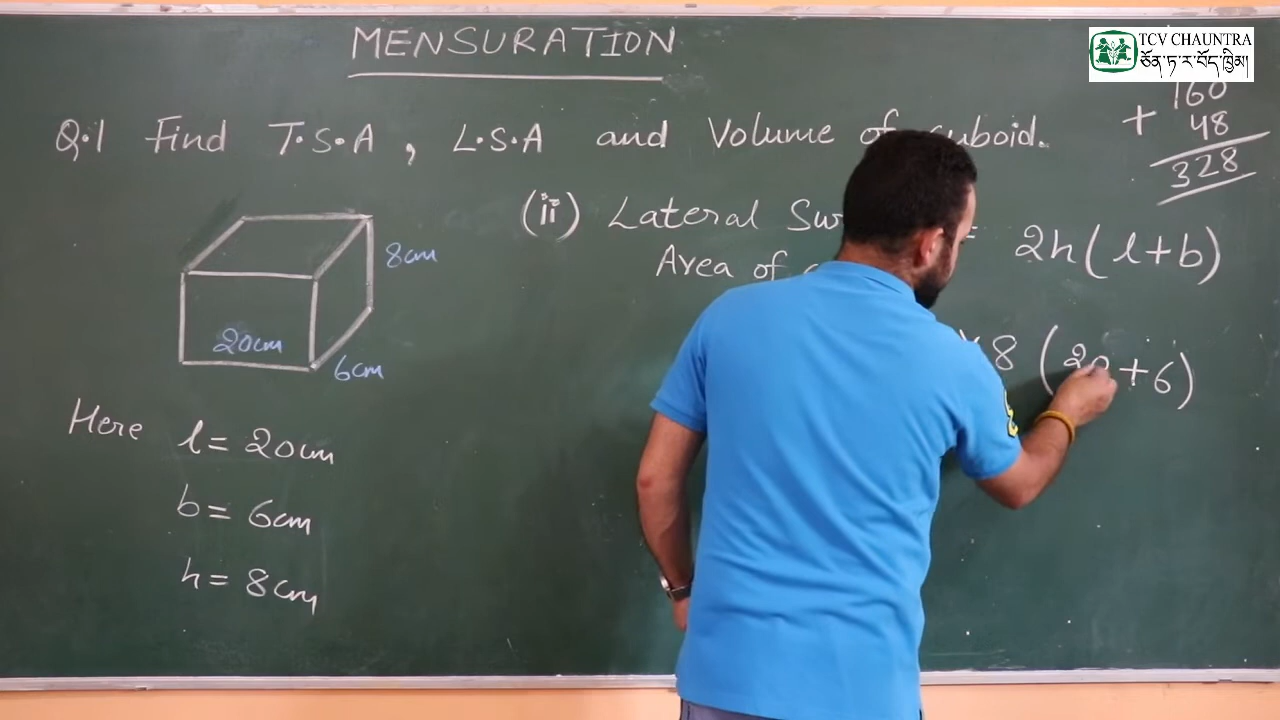 MENSURATION
TCV CHAUNTRA
ཅོན་ཏ་ར་བོད་ཁྱིམ།
160
+ 48
328
Q.1 Find T.S.A, L.S.A and Volume of cuboid.
(ii) Lateral = 2h(l+b)
Area of
8cm
20cm
6cm
8 (20+6)
Here l = 20cm
b = 6cm
h = 8cm